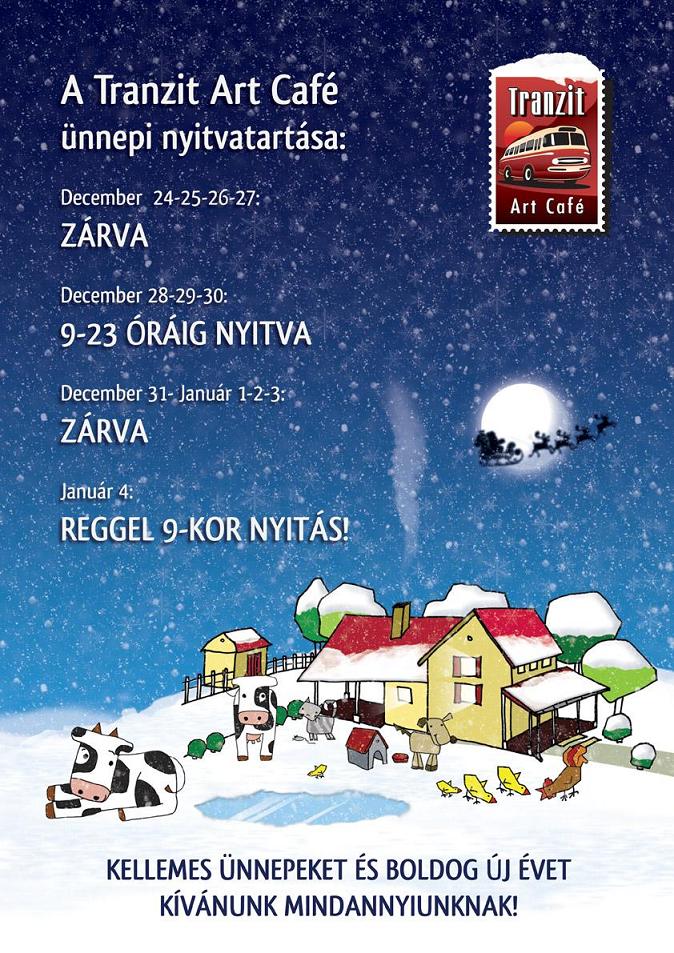 A Tranzit Art Café
ünnepi nyitvatartása:
Tranzit
Art Café
December 24-25-26-27:
ZÁRVA
December 28-29-30:
9-23 ÓRÁIG NYITVA
December 31- Január 1-2-3:
ZÁRVA
Január 4:
REGGEL 9-KOR NYITÁS!
KELLEMES ÜNNEPEKET ÉS BOLDOG ÚJ ÉVET
KÍVÁNUNK MINDANNYIUNKNAK!